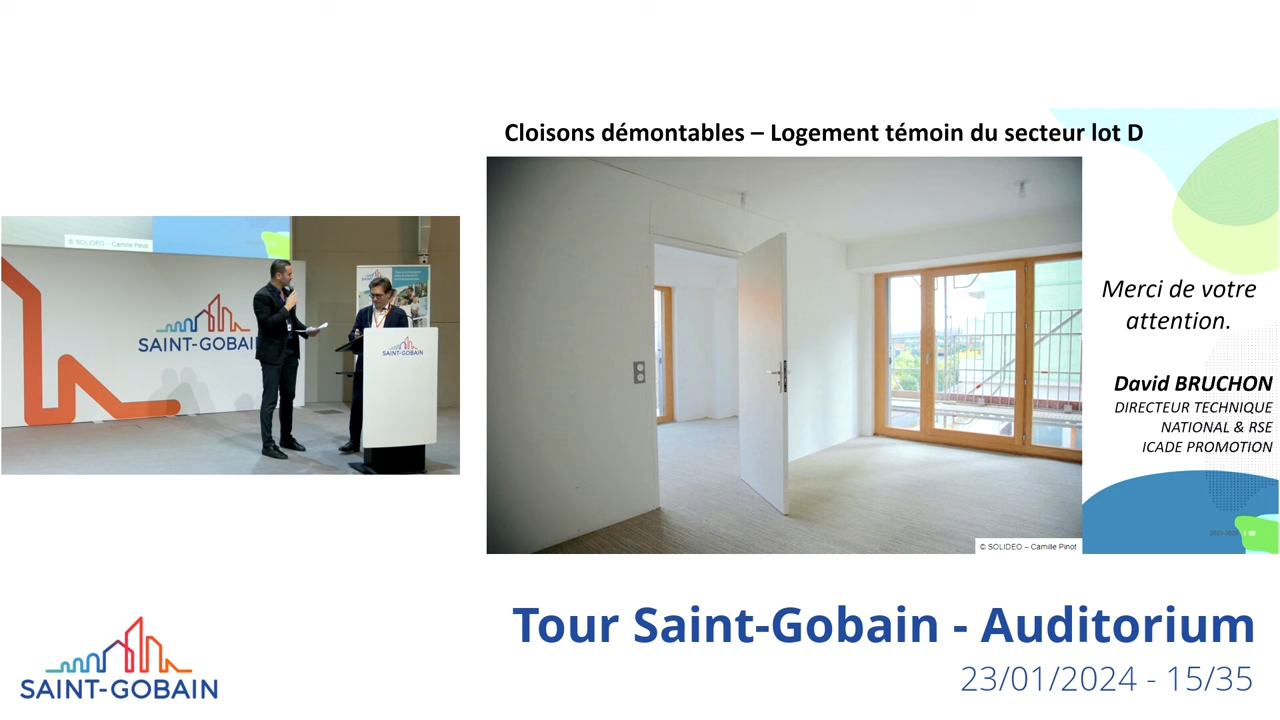 Cloisons démontables – Logement témoin du secteur lot D
© SOLIDEO – Camille Pinot
SAINT-GOBAIN
SAINT-GOBAIN
Merci de votre
attention.
David BRUCHON
DIRECTEUR TECHNIQUE
NATIONAL & RSE
ICADE PROMOTION
© SOLIDEO – Camille Pinot
Tour Saint-Gobain - Auditorium
23/01/2024 - 15/35
SAINT-GOBAIN